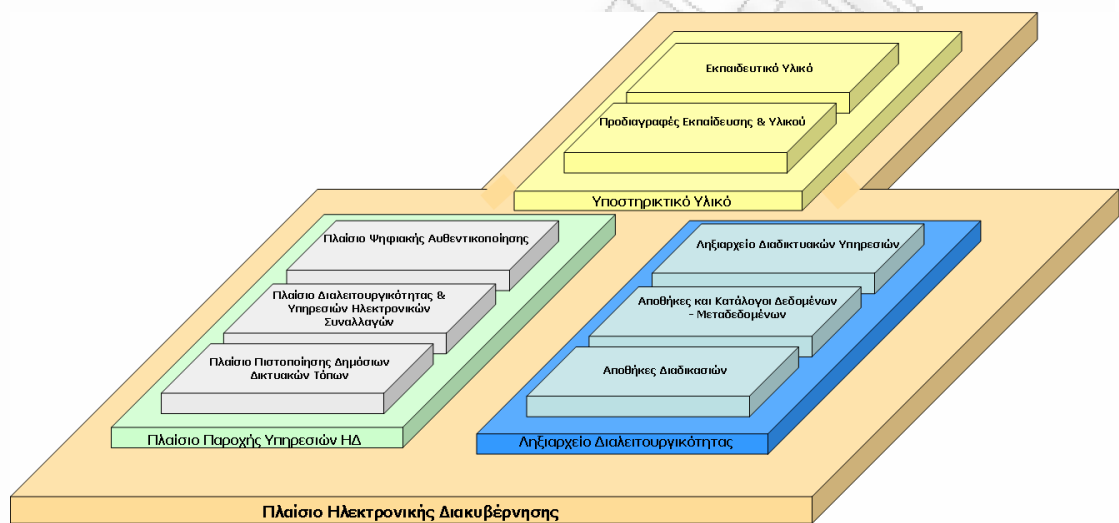 Εκπαιδευτικό Υλικό
Προδιαγραφές Εκπαίδευσης & Υλικού
Υποστηρικτικό Υλικό
Πλαίσιο Ψηφιακής Αυθεντικοποίησης
Πλαίσιο Διαλειτουργικότητας &
Υπηρεσιών Ηλεκτρονικών
Συναλλαγών
Πλαίσιο Πιστοποίησης Δημόσιων
Δικτυακών Τόπων
Πλαίσιο Παροχής Υπηρεσιών ΗΔ
Ληξιαρχείο Διαδικτυακών Υπηρεσιών
Αποθήκες και Κατάλογοι Δεδομένων
- Μεταδεδομένων
Αποθήκες Διαδικασιών
Ληξιαρχείο Διαλειτουργικότητας
Πλαίσιο Ηλεκτρονικής Διακυβέρνησης